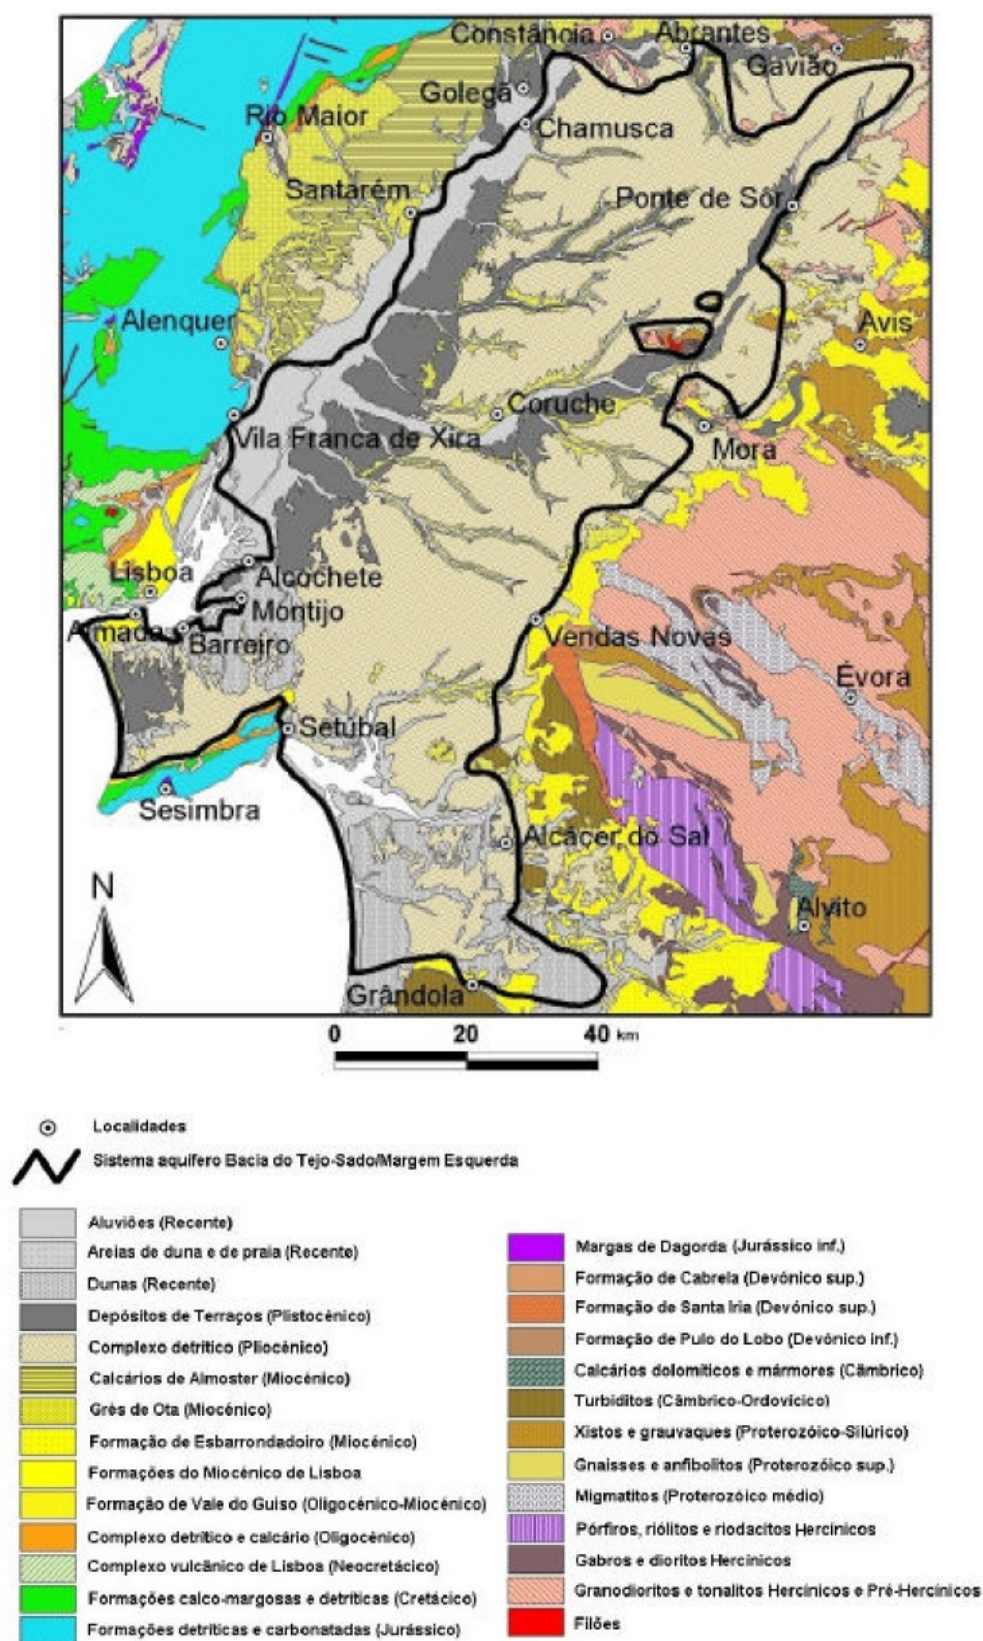 Constância
Abrantes
Gavião
Golegã
Rio Maior
Chamusca
Santarém
Ponte de Sôr
Alenquer
Avis
Coruche
Vila Franca de Xira
Mora
Lisboa
Alcochete
Montijo
Almada
Barreiro
Vendas Novas
Évora
Setúbal
Sesimbra
Alcácer do Sal
N
Alvito
Grândola
0 20 40 km
Localidades
Sistema aquífero Bacia do Tejo-Sado/Margem Esquerda
Aluviões (Recente)
Areias de duna e de praia (Recente)
Dunas (Recente)
Depósitos de Terraços (Plistocénico)
Complexo detrítico (Pliocénico)
Calcários de Almoster (Miocénico)
Grés de Ota (Miocénico)
Formação de Esbarrondadoiro (Miocénico)
Formações do Miocénico de Lisboa
Formação de Vale do Guiso (Oligocénico-Miocénico)
Complexo detrítico e calcário (Oligocénico)
Complexo vulcânico de Lisboa (Neocretácico)
Formações calco-margosas e detríticas (Cretácico)
Formações detríticas e carbonatadas (Jurássico)
Margas de Dagorda (Jurássico inf.)
Formação de Cabrela (Devónico sup.)
Formação de Santa Iria (Devónico sup.)
Formação de Pulo do Lobo (Devónico inf.)
Calcários dolomíticos e mármores (Câmbrico)
Turbiditos (Câmbrico-Ordovícico)
Xistos e grauvaques (Proterozóico-Silúrico)
Gnaisses e anfibolitos (Proterozóico sup.)
Migmatitos (Proterozóico médio)
Pórfiros, riólitos e riodacitos Hercínicos
Gabros e dioritos Hercínicos
Granodioritos e tonalitos Hercínicos e Pré-Hercínicos
Filões